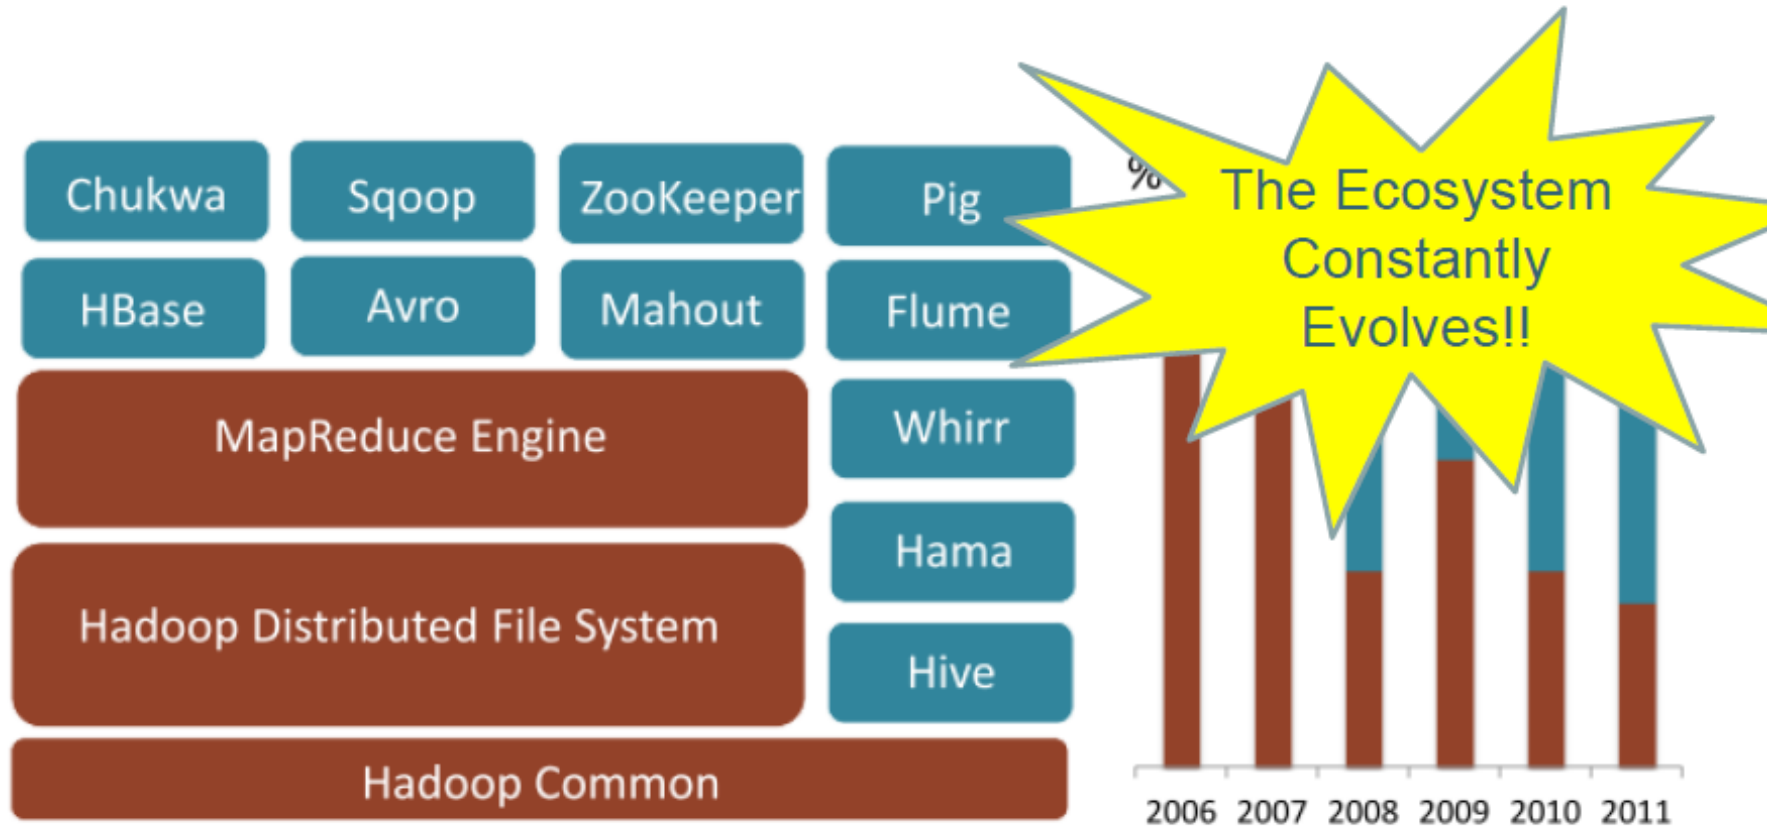 Chukwa
Sqoop
ZooKeeper
Pig
HBase
Avro
Mahout
Flume
MapReduce Engine
Whirr
Hama
Hadoop Distributed File System
Hive
Hadoop Common
%
The Ecosystem
Constantly
Evolves!!
2006 2007 2008 2009 2010 2011